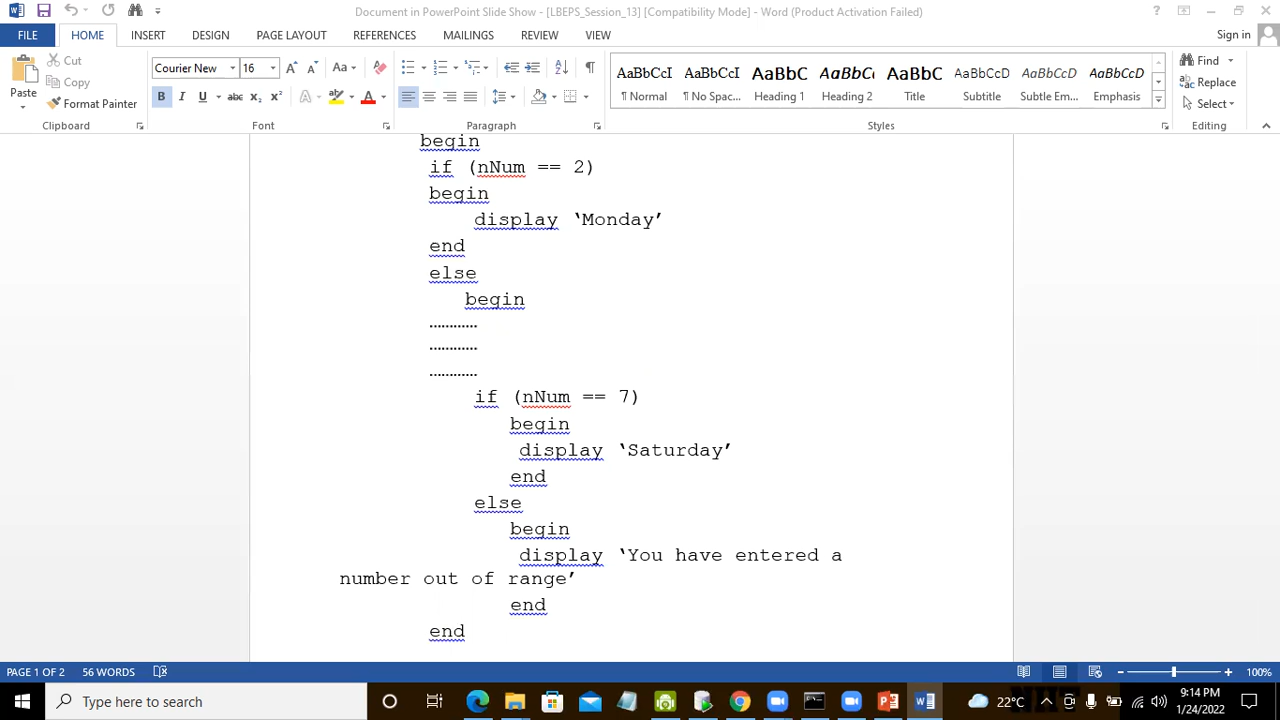 Document in PowerPoint Slide Show - [LBEPS_Session_13] [Compatibility Mode] - Word (Product Activation Failed)
FILE HOME INSERT DESIGN PAGE LAYOUT REFERENCES MAILINGS REVIEW VIEW Sign in
Paste Cut Copy Format Painter
Courier New 16 Aa
B I U abc x₂ x² A A
AaBbCcI AaBbCcI AaBbC AaBbCcI AaBbC AaBbCcD AaBbCcD AaBbCcD
¶ Normal ¶ No Spac... Heading 1 Heading 2 Title Subtitle Subtle Em... Emphasis
Find Replace Select
Clipboard Font Paragraph Styles Editing
begin
if (nNum == 2)
begin
display ‘Monday’
end
else
begin
…………
…………
…………
if (nNum == 7)
begin
display ‘Saturday’
end
else
begin
display ‘You have entered a
number out of range’
end
end
PAGE 1 OF 2 56 WORDS 100%
Type here to search 22°C 9:14 PM
1/24/2022